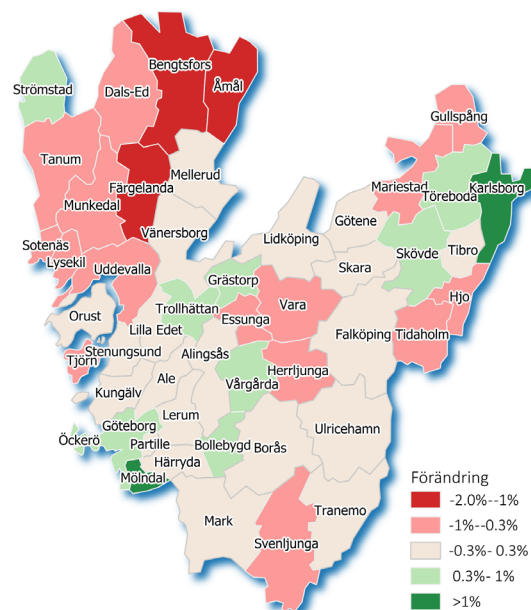 Bengtsfors
Strömstad
Dals-Ed
Åmål
Gullspång
Tanum
Mellerud
Färgelanda
Mariestad
Karlsborg
Töreboda
Munkedal
Götene
Vänersborg
Lidköping
Sotenäs
Tibro
Skövde
Lysekil
Uddevalla
Skara
Grästorp
Hjo
Trollhättan
Vara
Orust
Essunga
Lilla Edet
Falköping
Tidaholm
Stenungsund
Alingsås
Tjörn
Herrljunga
Ale
Vårgårda
Kungälv
Lerum
Göteborg
Ulricehamn
Öckerö
Partille
Bollebygd
Borås
Härryda
Mölndal
Förändring
-2.0%--1%
Tranemo
Mark
-1%--0.3%
Svenljunga
-0.3%- 0.3%
0.3%- 1%
>1%